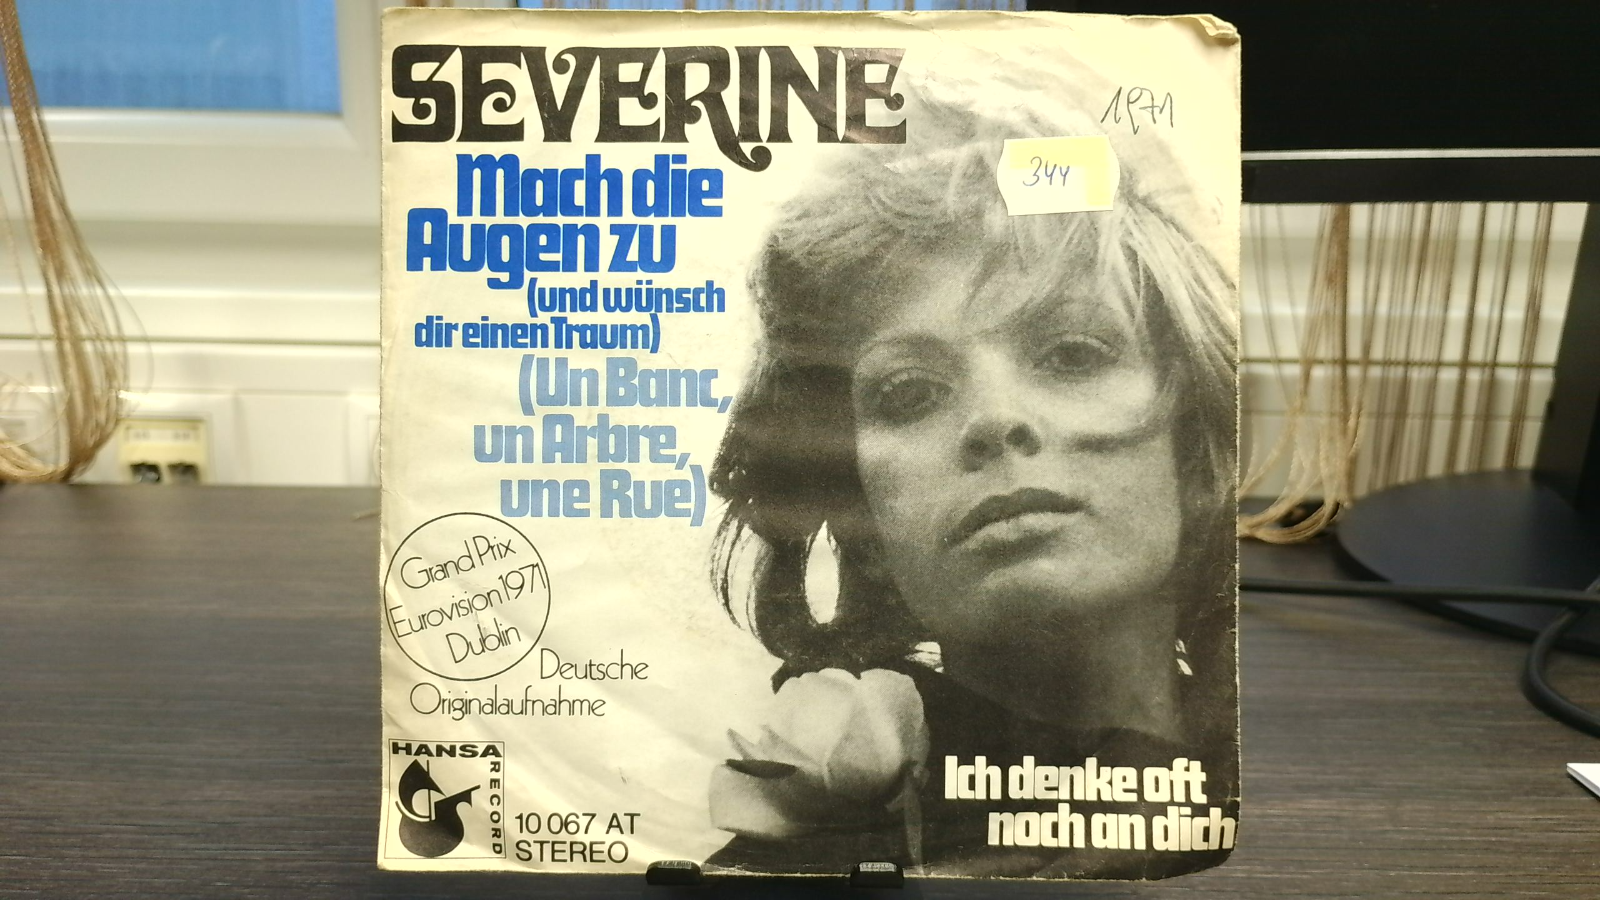 SEVERINE
1971
344
Mach die
Augen zu
(und wünsch
dir einen Traum)
(Un Banc,
un Arbre,
une Rue)
Grand Prix
Eurovision 1971
Dublin
Deutsche
Originalaufnahme
HANSA
RECORD
10 067 AT
STEREO
Ich denke oft
noch an dich